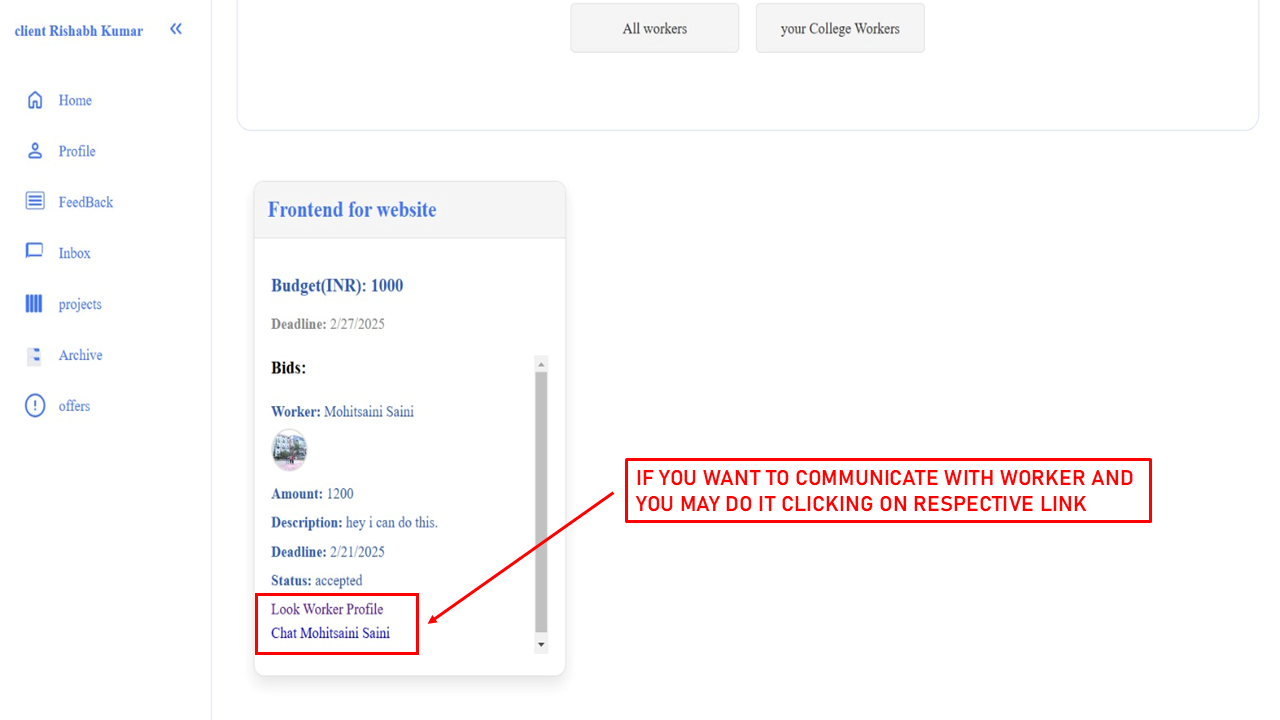 client Rishabh Kumar
All workers
your College Workers
Home
Profile
FeedBack
Inbox
projects
Archive
offers
Frontend for website
Budget(INR): 1000
Deadline: 2/27/2025
Bids:
Worker: Mohitsaini Saini
Amount: 1200
Description: hey i can do this.
Deadline: 2/21/2025
Status: accepted
Look Worker Profile
Chat Mohitsaini Saini
IF YOU WANT TO COMMUNICATE WITH WORKER AND
YOU MAY DO IT CLICKING ON RESPECTIVE LINK